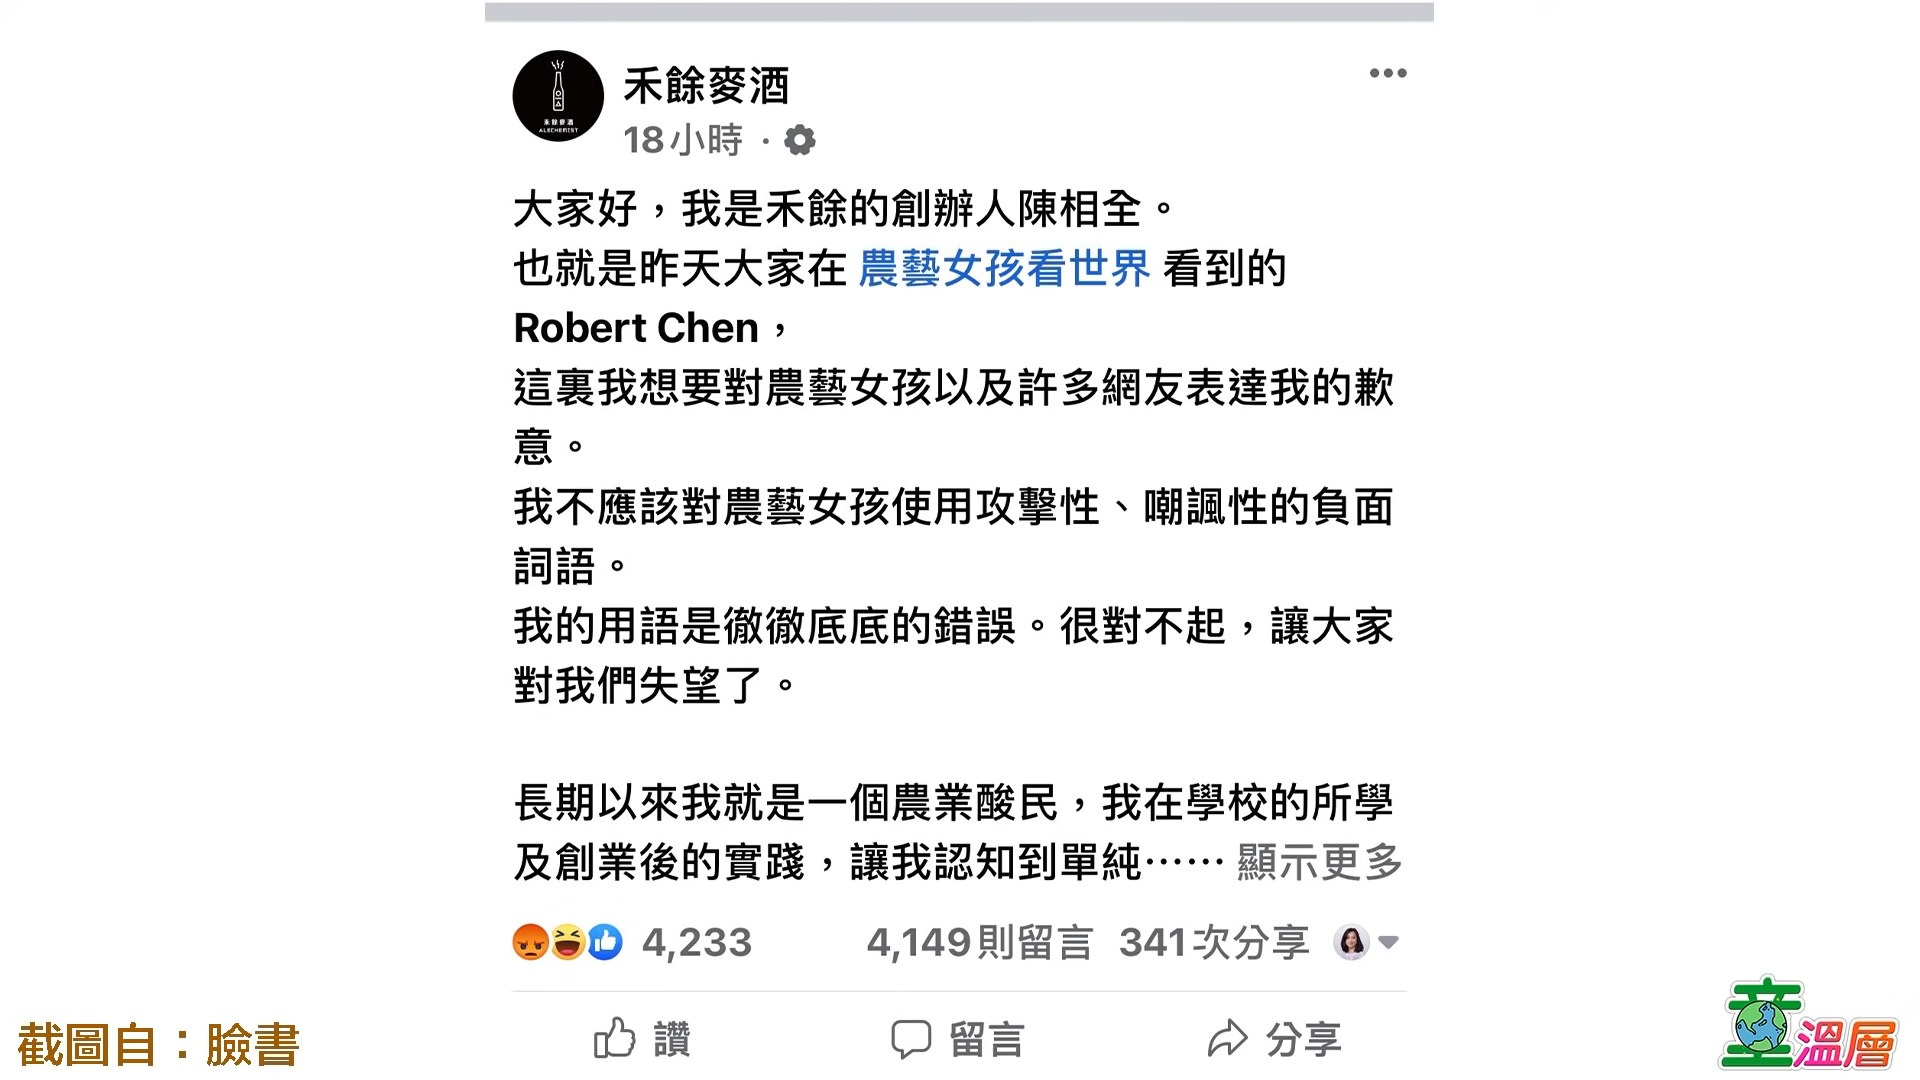 禾餘麥酒
ALECHEMIST
禾餘麥酒
18小時 ·
大家好，我是禾餘的創辦人陳相全。
也就是昨天大家在 農藝女孩看世界 看到的
Robert Chen，
這裏我想要對農藝女孩以及許多網友表達我的歉
意。
我不應該對農藝女孩使用攻擊性、嘲諷性的負面
詞語。
我的用語是徹徹底底的錯誤。很對不起，讓大家
對我們失望了。
長期以來我就是一個農業酸民，我在學校的所學
及創業後的實踐，讓我認知到單純⋯⋯ 顯示更多
4,233 4,149則留言 341次分享
讚 留言 分享
截圖自：臉書
童溫層